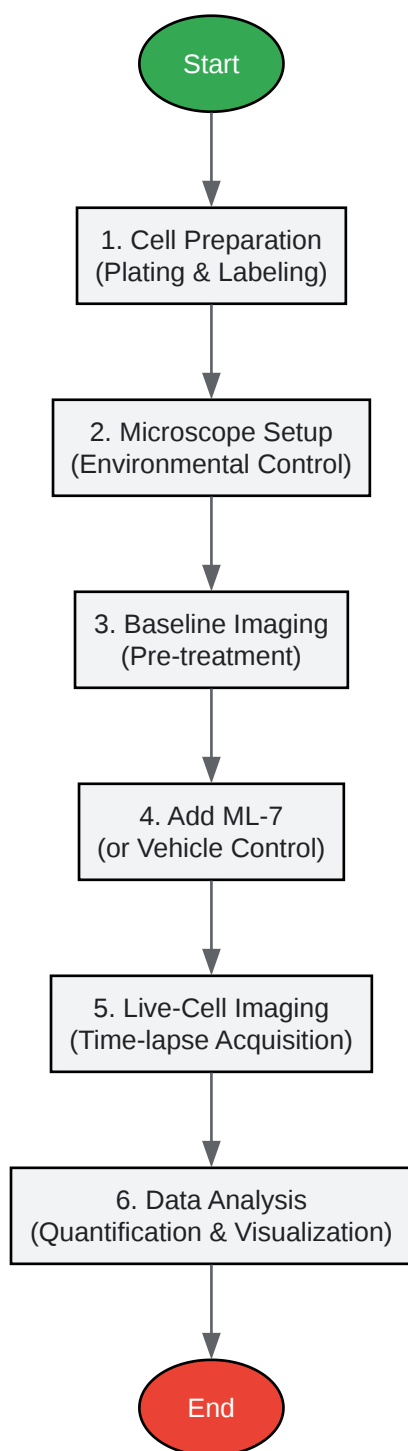 Start
1. Cell Preparation
(Plating & Labeling)
2. Microscope Setup
(Environmental Control)
3. Baseline Imaging
(Pre-treatment)
4. Add ML-7
(or Vehicle Control)
5. Live-Cell Imaging
(Time-lapse Acquisition)
6. Data Analysis
(Quantification & Visualization)
End